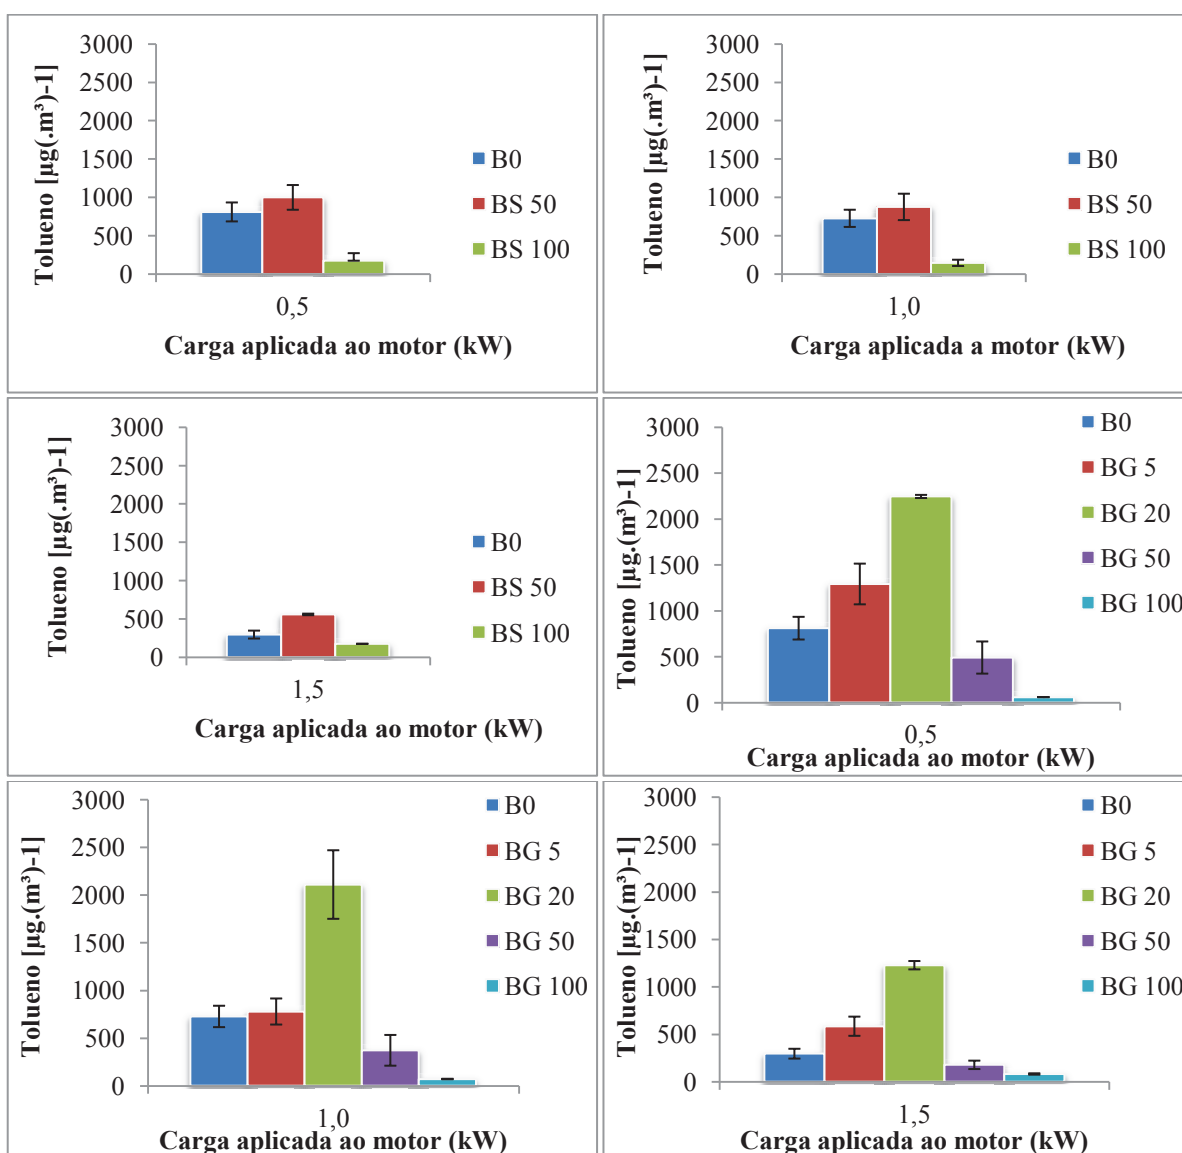 Tolueno [µg(.m³)-1]
3000
2500
2000
1500
1000
500
0
B0
BS 50
BS 100
0,5
Carga aplicada ao motor (kW)
Tolueno [µg(.m³)-1]
3000
2500
2000
1500
1000
500
0
B0
BS 50
BS 100
1,0
Carga aplicada a motor (kW)
Tolueno [µg(.m³)-1]
3000
2500
2000
1500
1000
500
0
B0
BS 50
BS 100
1,5
Carga aplicada ao motor (kW)
Tolueno [µg.(m³)-1]
3000
2500
2000
1500
1000
500
0
B0
BG 5
BG 20
BG 50
BG 100
0,5
Carga aplicada ao motor (kW)
Tolueno [µg.(m³)-1]
3000
2500
2000
1500
1000
500
0
B0
BG 5
BG 20
BG 50
BG 100
1,0
Carga aplicada ao motor (kW)
Tolueno [µg.(m³)-1]
3000
2500
2000
1500
1000
500
0
B0
BG 5
BG 20
BG 50
BG 100
1,5
Carga aplicada ao motor (kW)